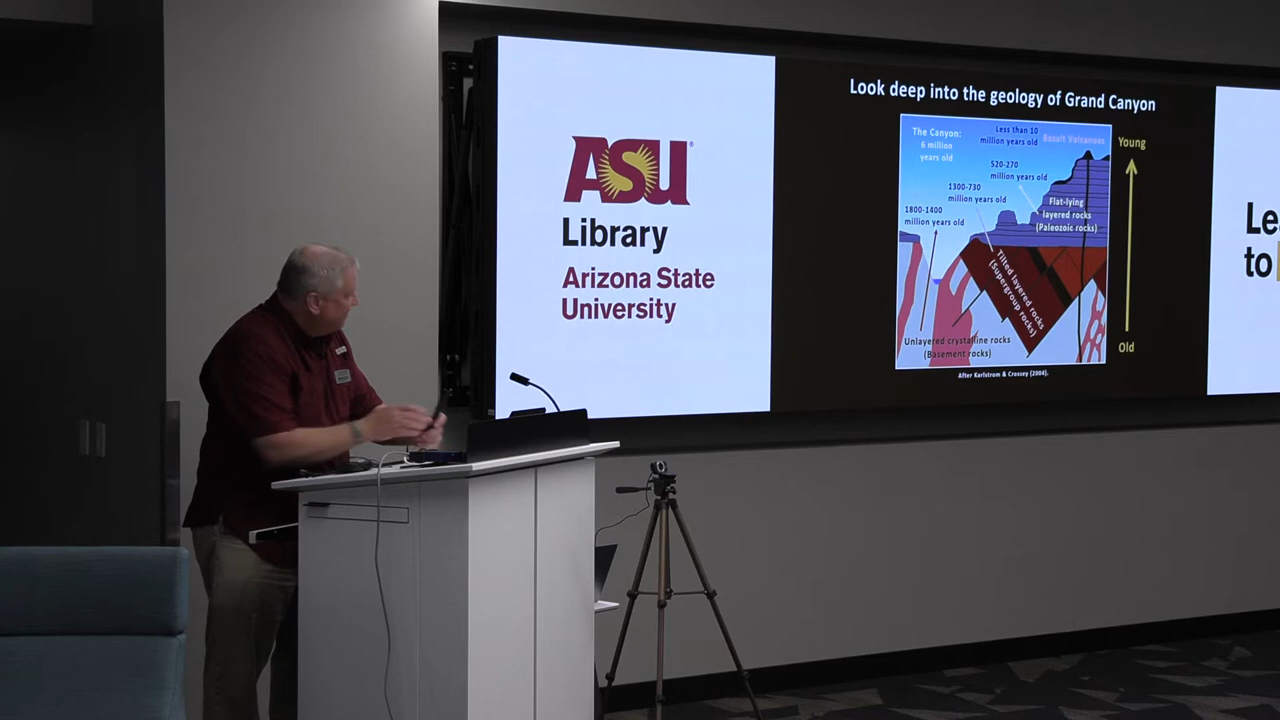 ASU
Library
Arizona State
University
Look deep into the geology of Grand Canyon
The Canyon:
6 million
years old
Less than 10
million years old
Basalt Volcanoes
520-270
million years old
1300-730
million years old
1800-1400
million years old
Flat-lying
layered rocks
(Paleozoic rocks)
Tilted layered rocks
(Supergroup rocks)
Unlayered crystalline rocks
(Basement rocks)
Young
Old
After Karlstrom & Crossey (2004).
Le
to